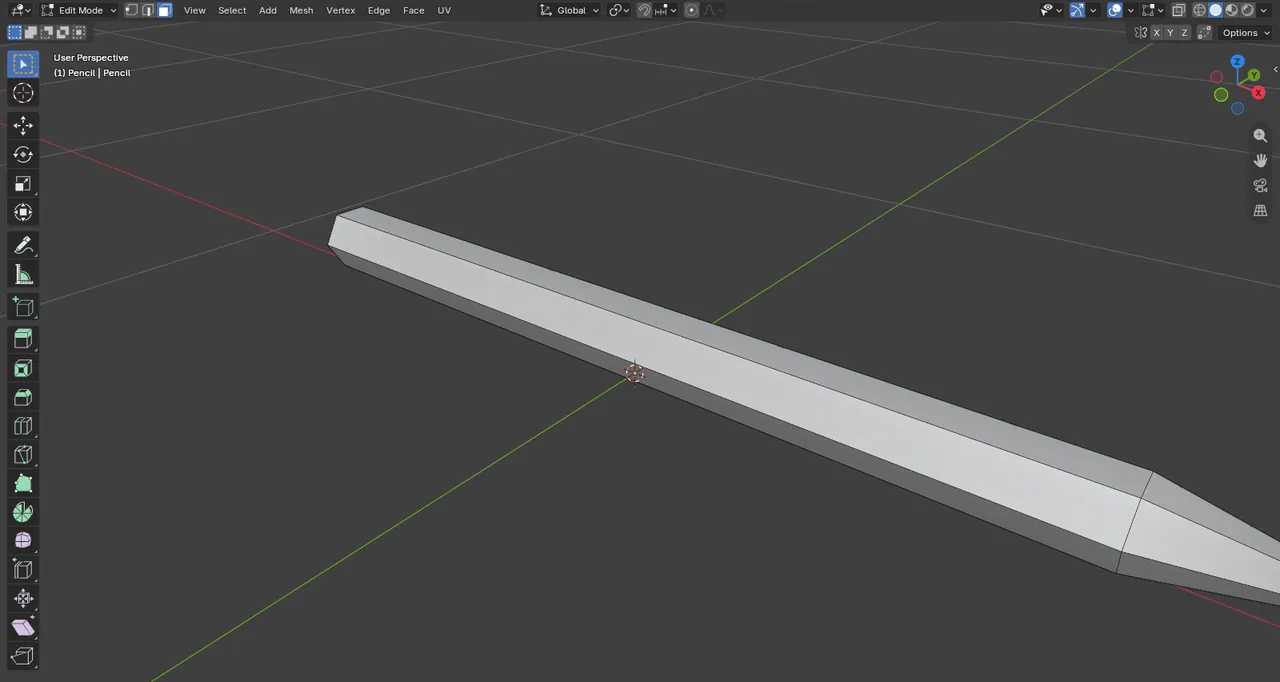 Edit Mode View Select Add Mesh Vertex Edge Face UV Global
X Y Z Options
User Perspective
(1) Pencil | Pencil
Z
Y
X